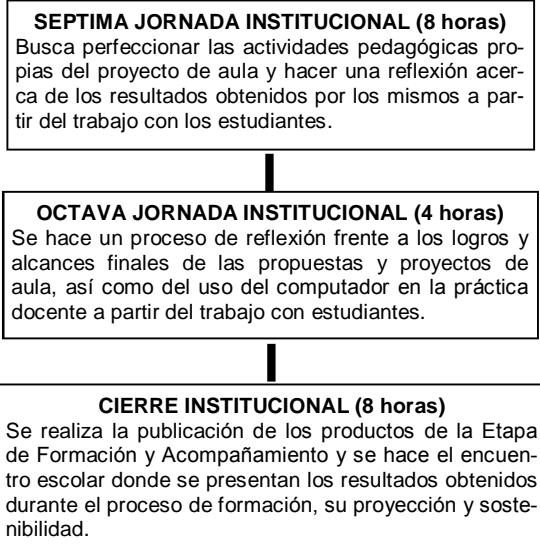 SEPTIMA JORNADA INSTITUCIONAL (8 horas)
Busca perfeccionar las actividades pedagógicas pro-
pias del proyecto de aula y hacer una reflexión acer-
ca de los resultados obtenidos por los mismos a par-
tir del trabajo con los estudiantes.
OCTAVA JORNADA INSTITUCIONAL (4 horas)
Se hace un proceso de reflexión frente a los logros y
alcances finales de las propuestas y proyectos de
aula, así como del uso del computador en la práctica
docente a partir del trabajo con estudiantes.
CIERRE INSTITUCIONAL (8 horas)
Se realiza la publicación de los productos de la Etapa
de Formación y Acompañamiento y se hace el encuen-
tro escolar donde se presentan los resultados obtenidos
durante el proceso de formación, su proyección y soste-
nibilidad.